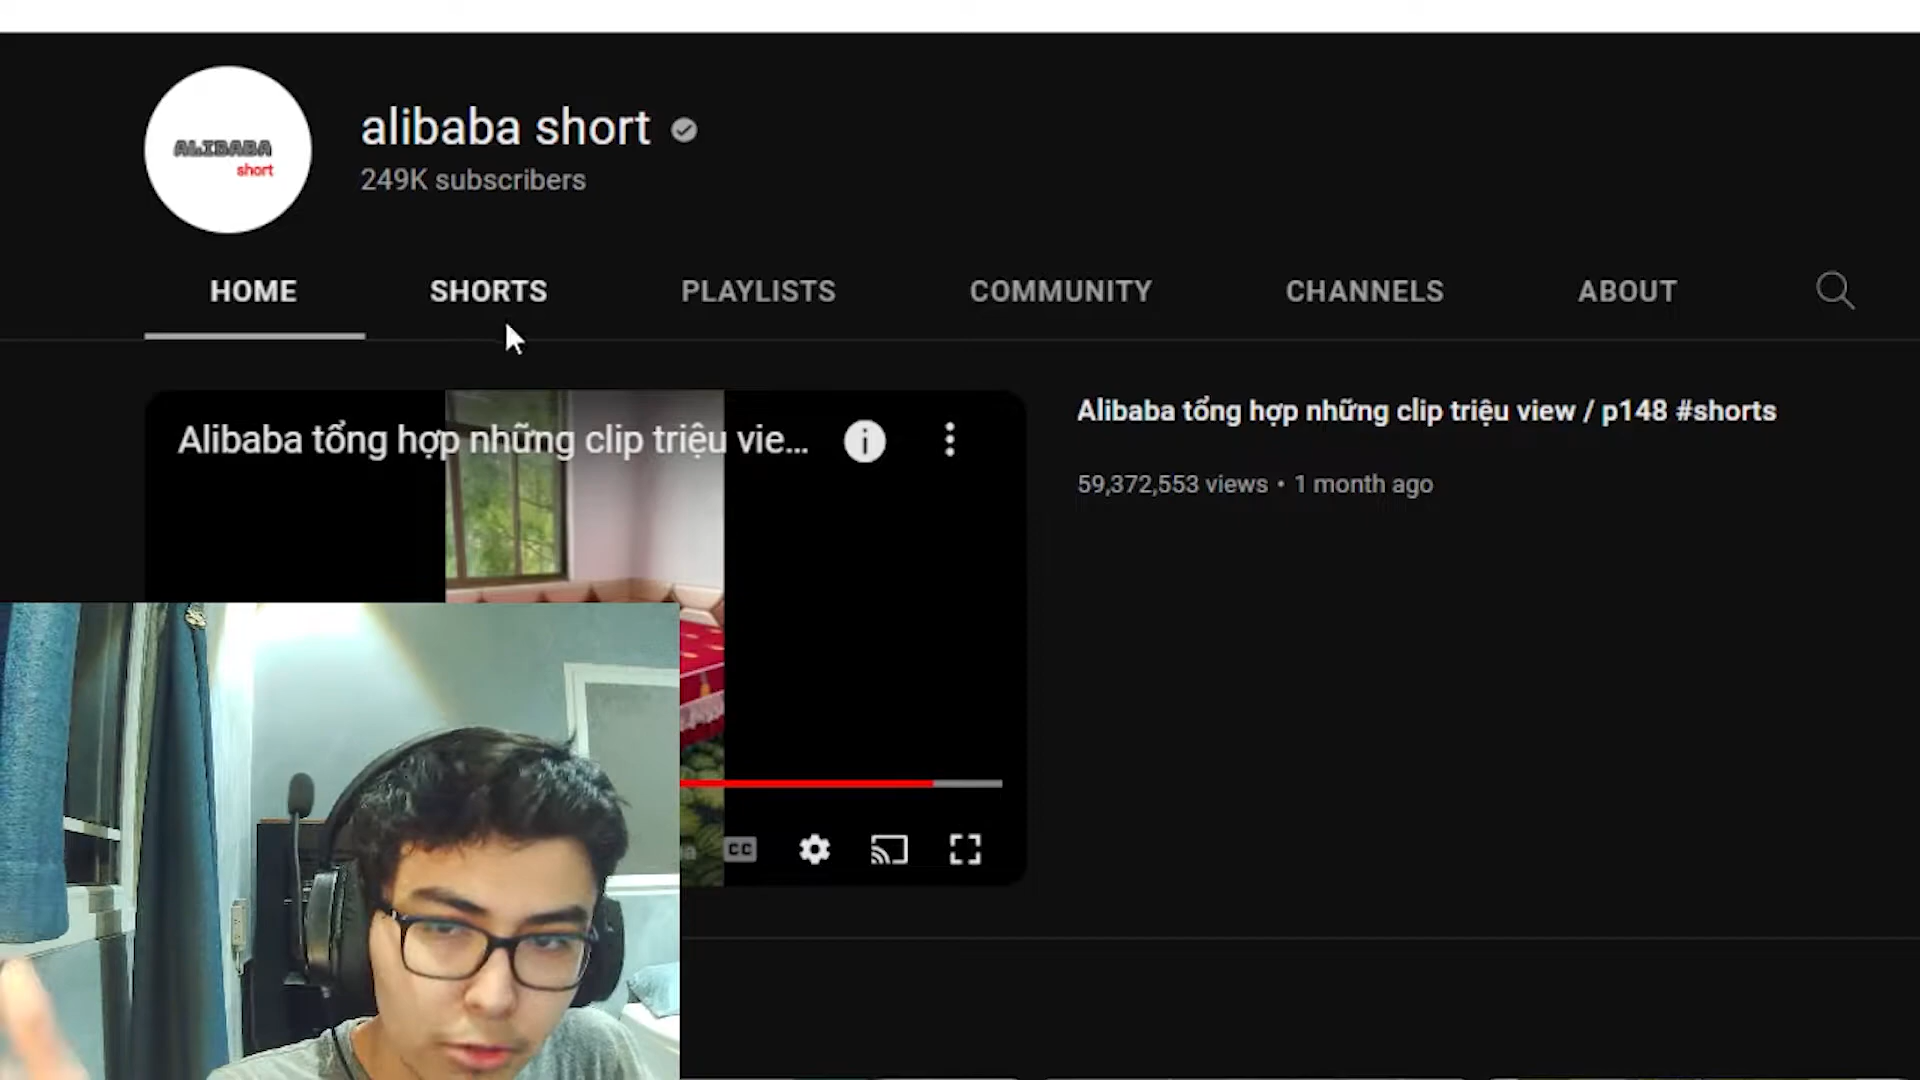 ALIBABA
short
alibaba short
249K subscribers
HOME
SHORTS
PLAYLISTS
COMMUNITY
CHANNELS
ABOUT
Alibaba tổng hợp những clip triệu vie...
Alibaba tổng hợp những clip triệu view / p148 #shorts
59,372,553 views • 1 month ago
CC